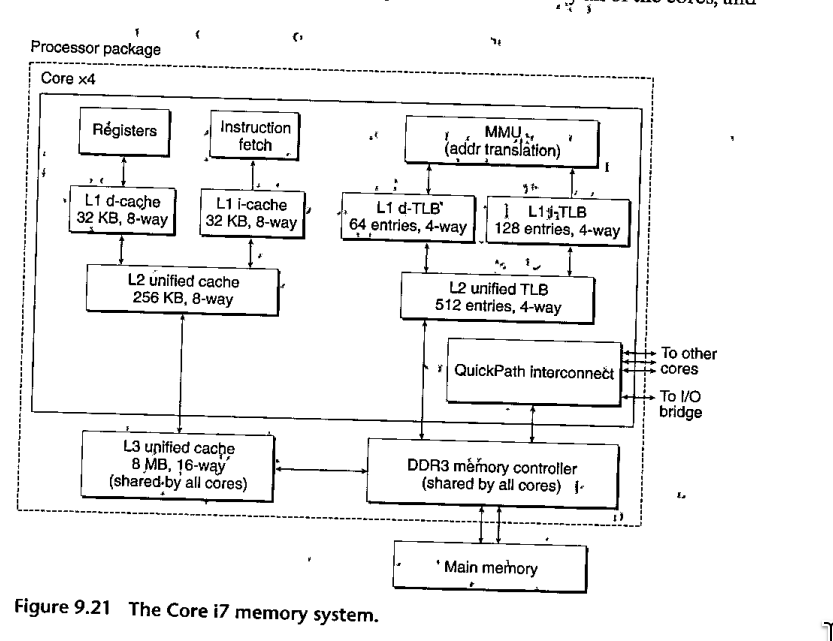 of the cores, and
Processor package
Core x4
Registers
Instruction
fetch
MMU
(addr translation)
L1 d-cache
32 KB, 8-way
L1 i-cache
32 KB, 8-way
L1 d-TLB
64 entries, 4-way
L1 i-TLB
128 entries, 4-way
L2 unified cache
256 KB, 8-way
L2 unified TLB
512 entries, 4-way
QuickPath interconnect
To other
cores
To I/O
bridge
L3 unified cache
8 MB, 16-way
(shared by all cores)
DDR3 memory controller
(shared by all cores)
Main memory
Figure 9.21 The Core i7 memory system.